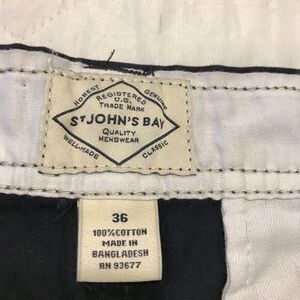 HONEST
GENUINE
REGISTERED
U.S.
TRADE MARK
ST JOHN'S BAY
QUALITY
MENSWEAR
WELL-MADE
CLASSIC
36
100%COTTON
MADE IN
BANGLADESH
RN 93677